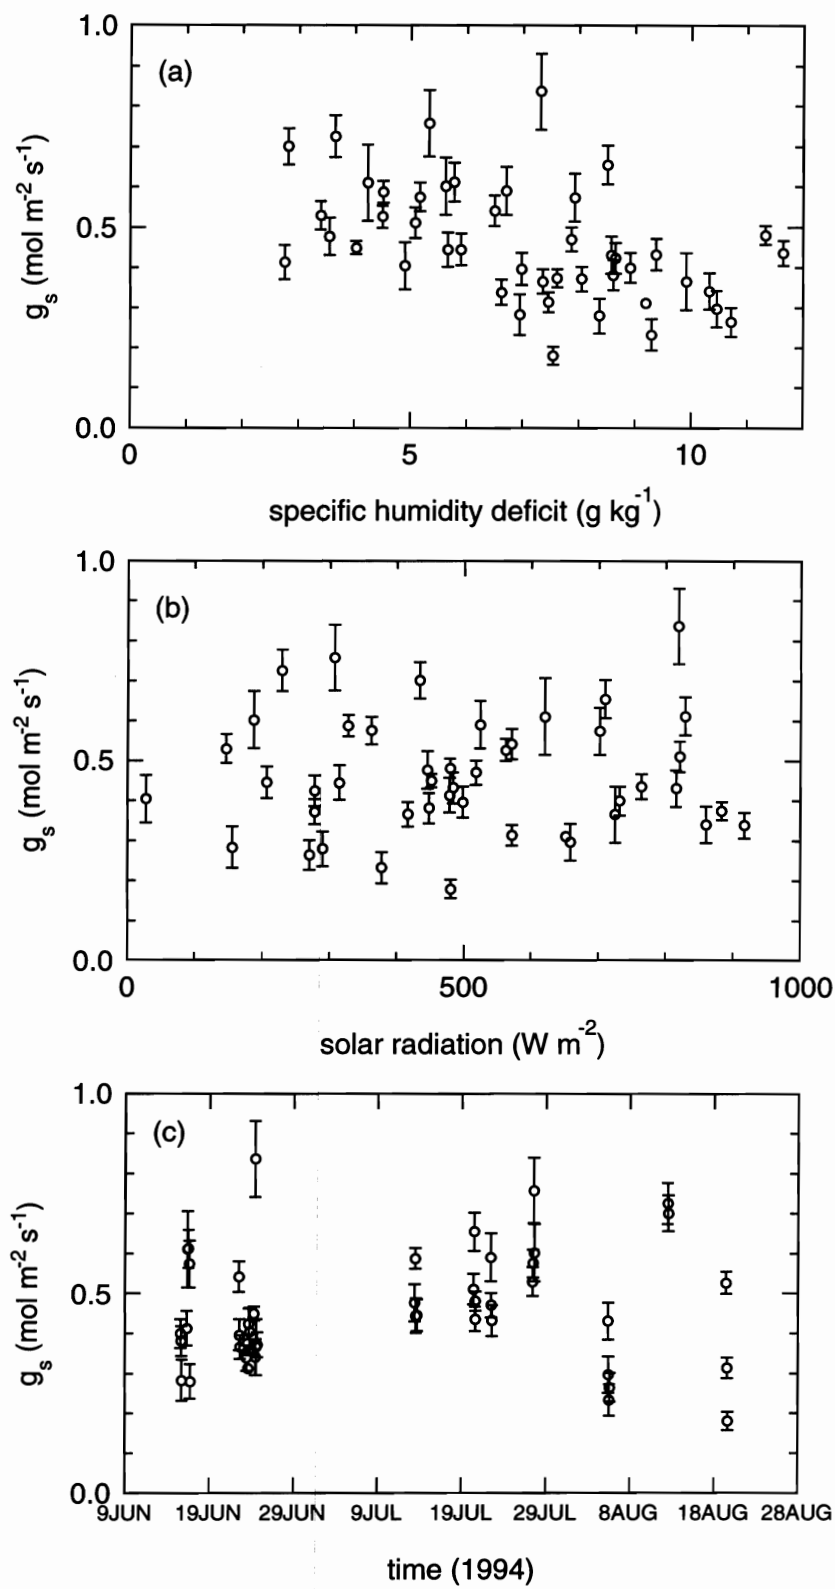 1.0
(a)
0.5
g_s (mol m⁻² s⁻¹)
0.0
0 5 10
specific humidity deficit (g kg⁻¹)
1.0
(b)
0.5
g_s (mol m⁻² s⁻¹)
0.0
0 500 1000
solar radiation (W m⁻²)
1.0
(c)
0.5
g_s (mol m⁻² s⁻¹)
0.0
9JUN 19JUN 29JUN 9JUL 19JUL 29JUL 8AUG 18AUG 28AUG
time (1994)